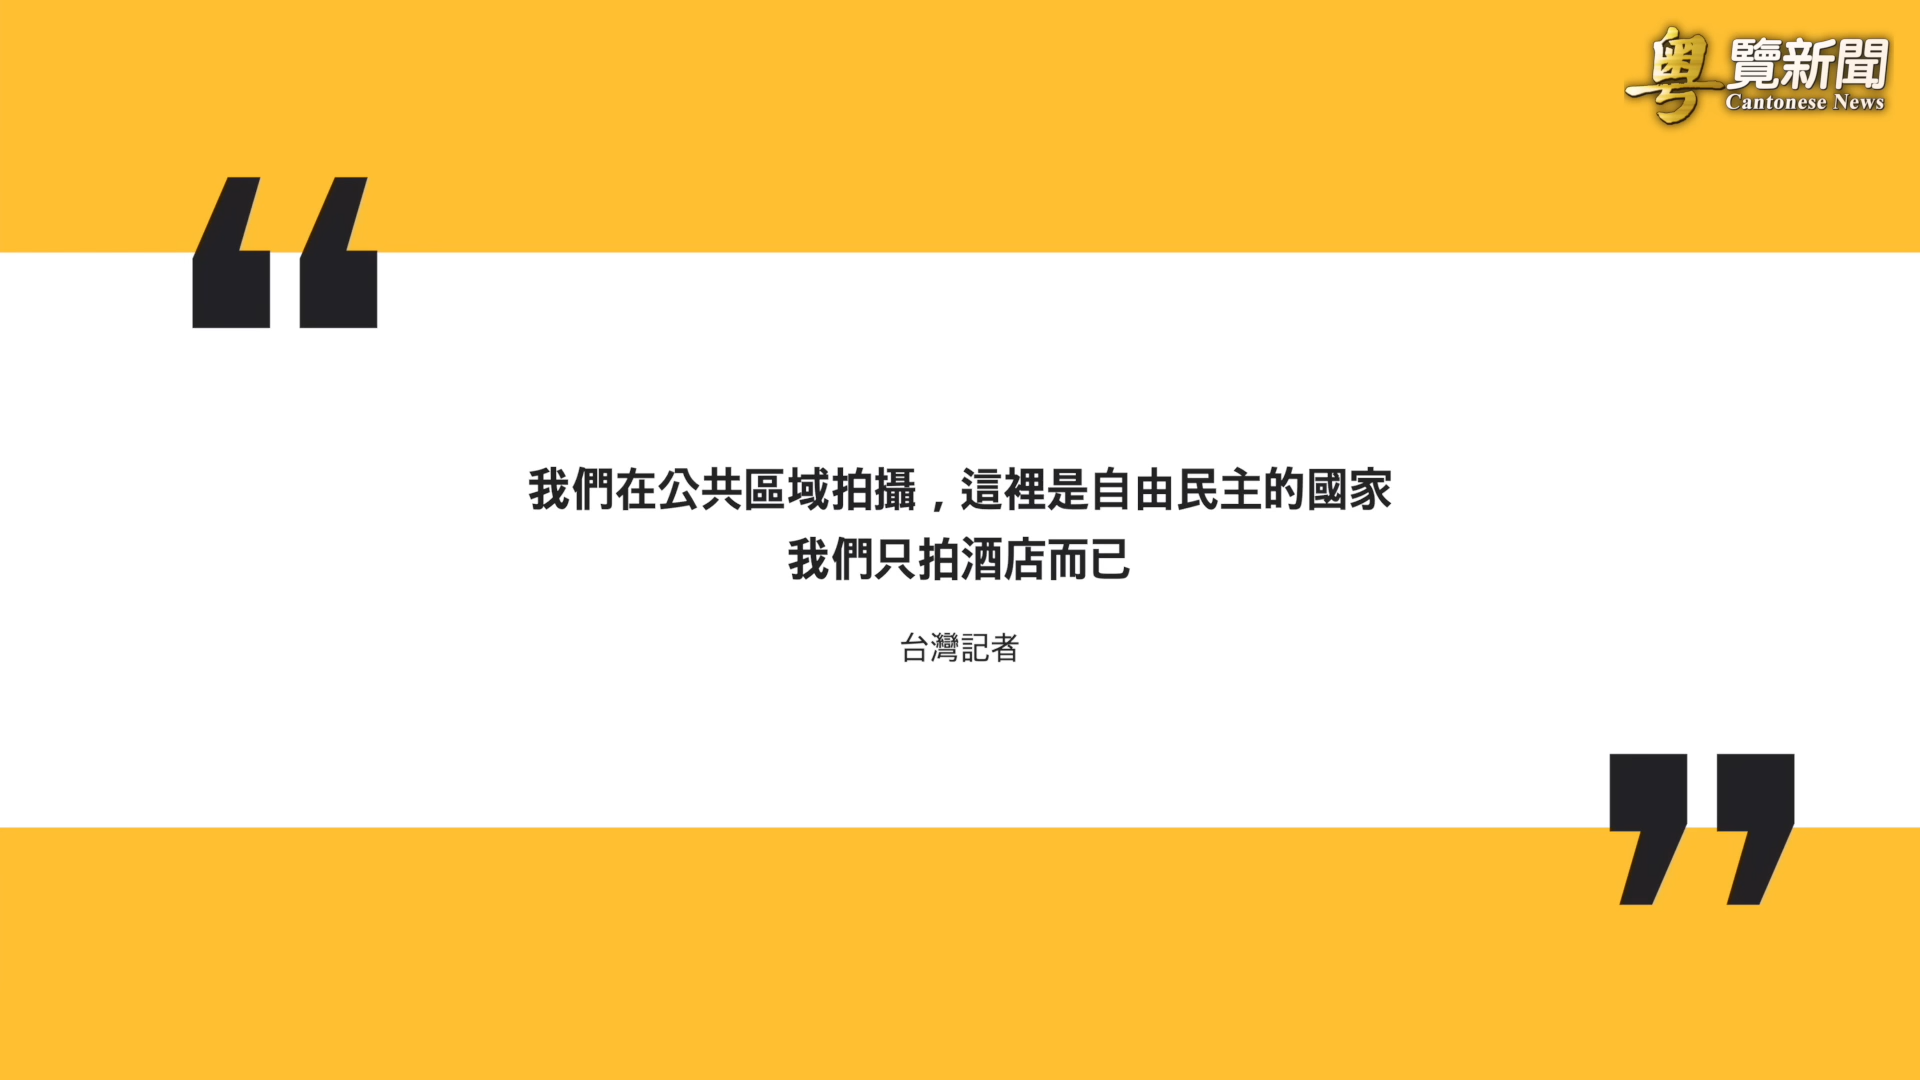 粵覽新聞
Cantonese News
我們在公共區域拍攝，這裡是自由民主的國家
我們只拍酒店而已
台灣記者